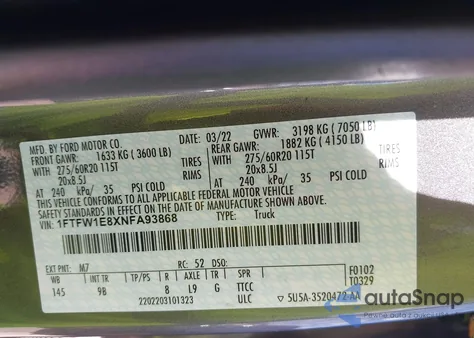 MFD. BY FORD MOTOR CO.
DATE: 03/22 GVWR: 3198 KG ( 7050 LB)
FRONT GAWR: 1633 KG ( 3600 LB) REAR GAWR: 1882 KG ( 4150 LB)
275/60R20 115T TIRES 275/60R20 115T TIRES
20x8.5J RIMS 20x8.5J RIMS
AT 240 kPa/ 35 PSI COLD AT 240 kPa/ 35 PSI COLD
THIS VEHICLE CONFORMS TO ALL APPLICABLE FEDERAL MOTOR VEHICLE
SAFETY STANDARDS IN EFFECT ON THE DATE OF MANUFACTURE SHOWN ABOVE.
VIN: 1FTFW1E8XNFA93868 TYPE: Truck
EXT PNT: M7 RC: 52 DSO: F0102
WB TP/PS R AXLE TR SPR T0329
145 9B 8 L9 G TTCC
2202203101323 ULC 5U5A-3520472-AA
autaSnap